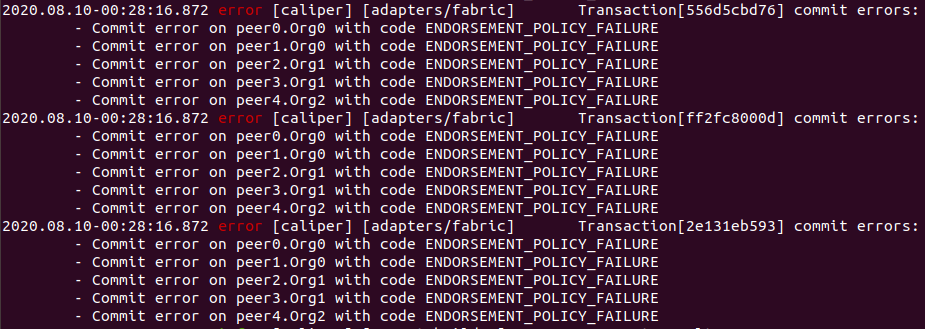 2020.08.10-00:28:16.872 error [caliper] [adapters/fabric] Transaction[556d5cbd76] commit errors:
- Commit error on peer0.Org0 with code ENDORSEMENT_POLICY_FAILURE
- Commit error on peer1.Org0 with code ENDORSEMENT_POLICY_FAILURE
- Commit error on peer2.Org1 with code ENDORSEMENT_POLICY_FAILURE
- Commit error on peer3.Org1 with code ENDORSEMENT_POLICY_FAILURE
- Commit error on peer4.Org2 with code ENDORSEMENT_POLICY_FAILURE
2020.08.10-00:28:16.872 error [caliper] [adapters/fabric] Transaction[ff2fc8000d] commit errors:
- Commit error on peer0.Org0 with code ENDORSEMENT_POLICY_FAILURE
- Commit error on peer1.Org0 with code ENDORSEMENT_POLICY_FAILURE
- Commit error on peer2.Org1 with code ENDORSEMENT_POLICY_FAILURE
- Commit error on peer3.Org1 with code ENDORSEMENT_POLICY_FAILURE
- Commit error on peer4.Org2 with code ENDORSEMENT_POLICY_FAILURE
2020.08.10-00:28:16.872 error [caliper] [adapters/fabric] Transaction[2e131eb593] commit errors:
- Commit error on peer0.Org0 with code ENDORSEMENT_POLICY_FAILURE
- Commit error on peer1.Org0 with code ENDORSEMENT_POLICY_FAILURE
- Commit error on peer2.Org1 with code ENDORSEMENT_POLICY_FAILURE
- Commit error on peer3.Org1 with code ENDORSEMENT_POLICY_FAILURE
- Commit error on peer4.Org2 with code ENDORSEMENT_POLICY_FAILURE